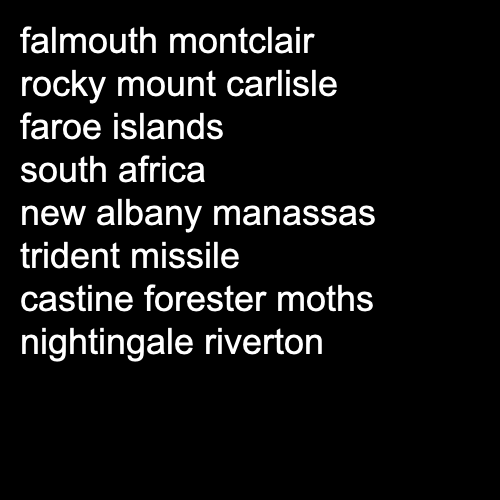 falmouth montclair
rocky mount carlisle
faroe islands
south africa
new albany manassas
trident missile
castine forester moths
nightingale riverton